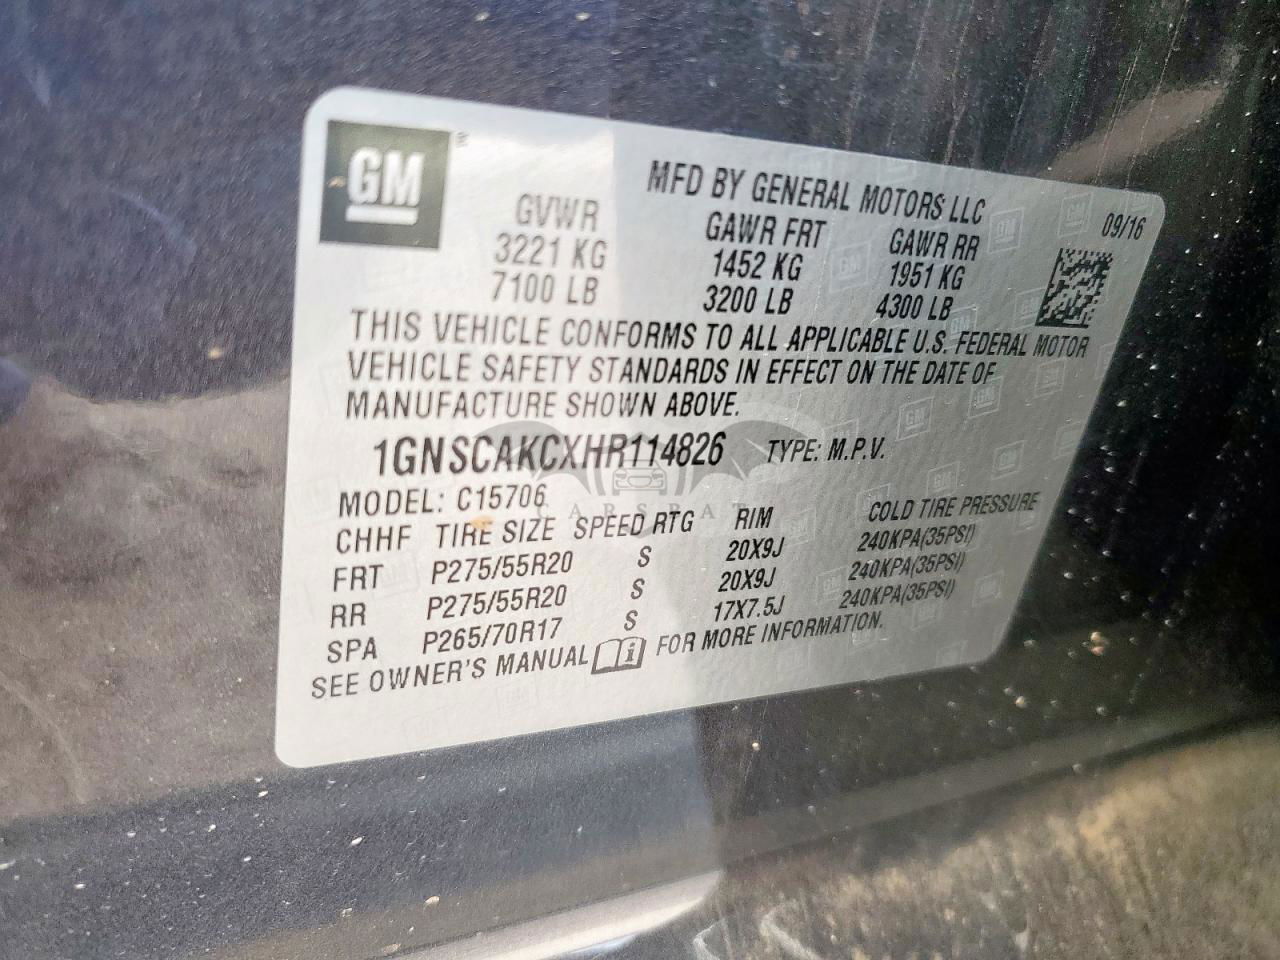 GM
MFD BY GENERAL MOTORS LLC
09/16
GVWR GAWR FRT GAWR RR
3221 KG 1452 KG 1951 KG
7100 LB 3200 LB 4300 LB
THIS VEHICLE CONFORMS TO ALL APPLICABLE U.S. FEDERAL MOTOR
VEHICLE SAFETY STANDARDS IN EFFECT ON THE DATE OF
MANUFACTURE SHOWN ABOVE.
1GNSCAKCXHR114826 TYPE: M.P.V.
MODEL: C15706
CHHF TIRE SIZE SPEED RTG RIM COLD TIRE PRESSURE
FRT P275/55R20 S 20X9J 240KPA(35PSI)
RR P275/55R20 S 20X9J 240KPA(35PSI)
SPA P265/70R17 S 17X7.5J 240KPA(35PSI)
SEE OWNER'S MANUAL FOR MORE INFORMATION.